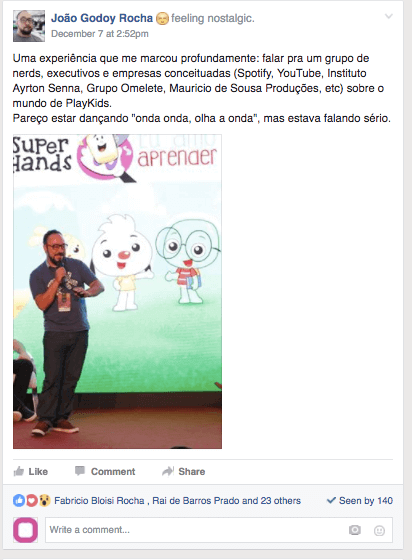 João Godoy Rocha feeling nostalgic.
December 7 at 2:52pm
Uma experiência que me marcou profundamente: falar pra um grupo de
nerds, executivos e empresas conceituadas (Spotify, YouTube, Instituto
Ayrton Senna, Grupo Omelete, Mauricio de Sousa Produções, etc) sobre o
mundo de PlayKids.
Pareço estar dançando "onda onda, olha a onda", mas estava falando sério.
SUPER
HANDS
aprender
Like Comment Share
Fabricio Bloisi Rocha , Rai de Barros Prado and 23 others Seen by 140
Write a comment...